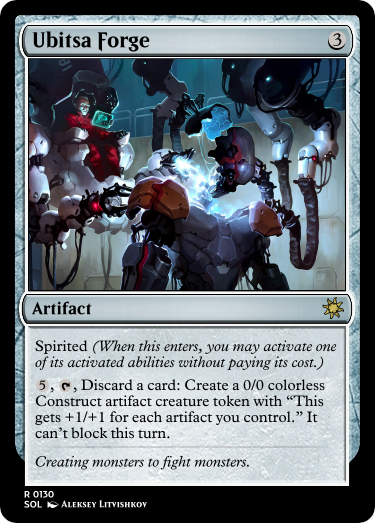 Ubitsa Forge 3
Artifact
Spirited (When this enters, you may activate one
of its activated abilities without paying its cost.)
5, T, Discard a card: Create a 0/0 colorless
Construct artifact creature token with “This
gets +1/+1 for each artifact you control.” It
can’t block this turn.
Creating monsters to fight monsters.
R 0130
SOL Aleksey Litvishkov